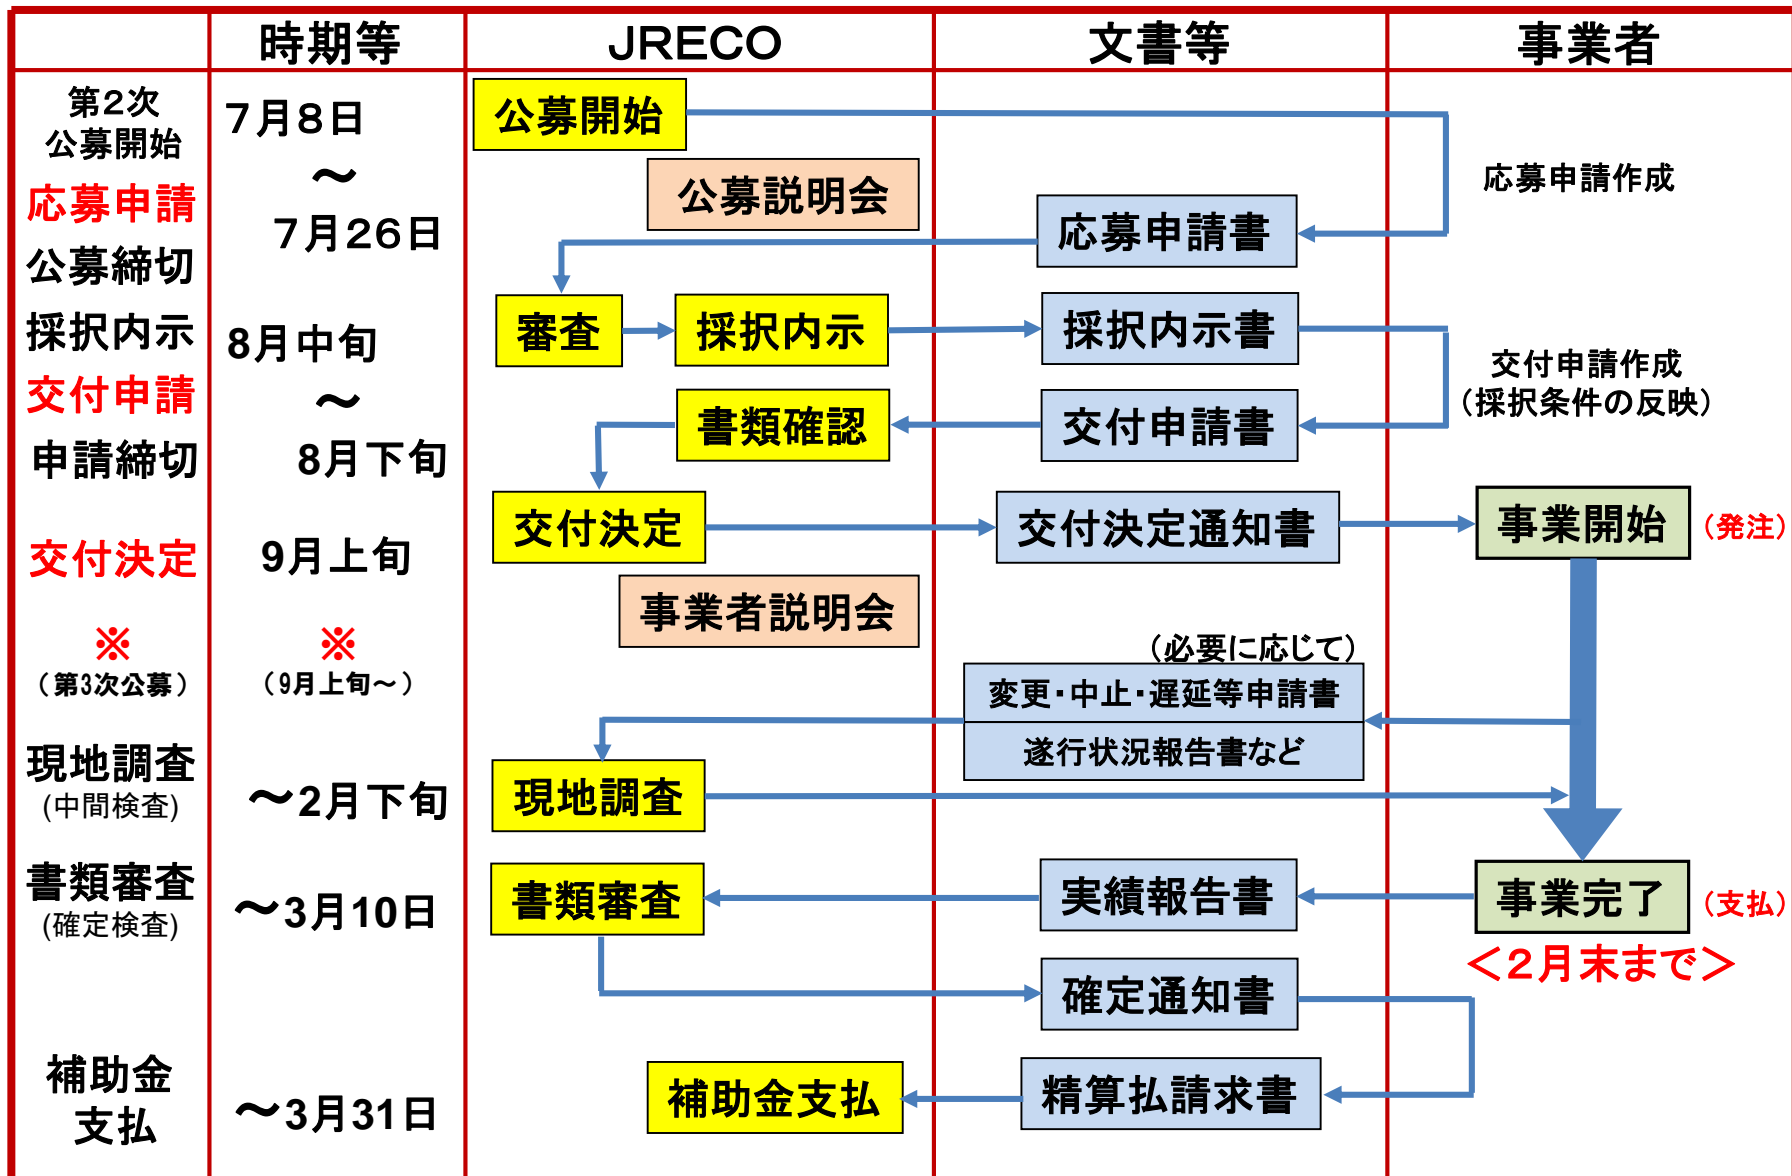 時期等
JRECO
文書等
事業者
第2次
公募開始
応募申請
公募締切
7月8日
～
7月26日
公募開始
公募説明会
応募申請書
応募申請作成
採択内示
交付申請
申請締切
8月中旬
～
8月下旬
審査
採択内示
採択内示書
書類確認
交付申請書
交付申請作成
（採択条件の反映）
交付決定
9月上旬
交付決定
交付決定通知書
事業開始
（発注）
事業者説明会
※
（第3次公募）
※
（9月上旬～）
（必要に応じて）
変更・中止・遅延等申請書
遂行状況報告書など
現地調査
(中間検査)
～2月下旬
現地調査
書類審査
(確定検査)
～3月10日
書類審査
実績報告書
事業完了
（支払）
＜2月末まで＞
確定通知書
補助金
支払
～3月31日
補助金支払
精算払請求書